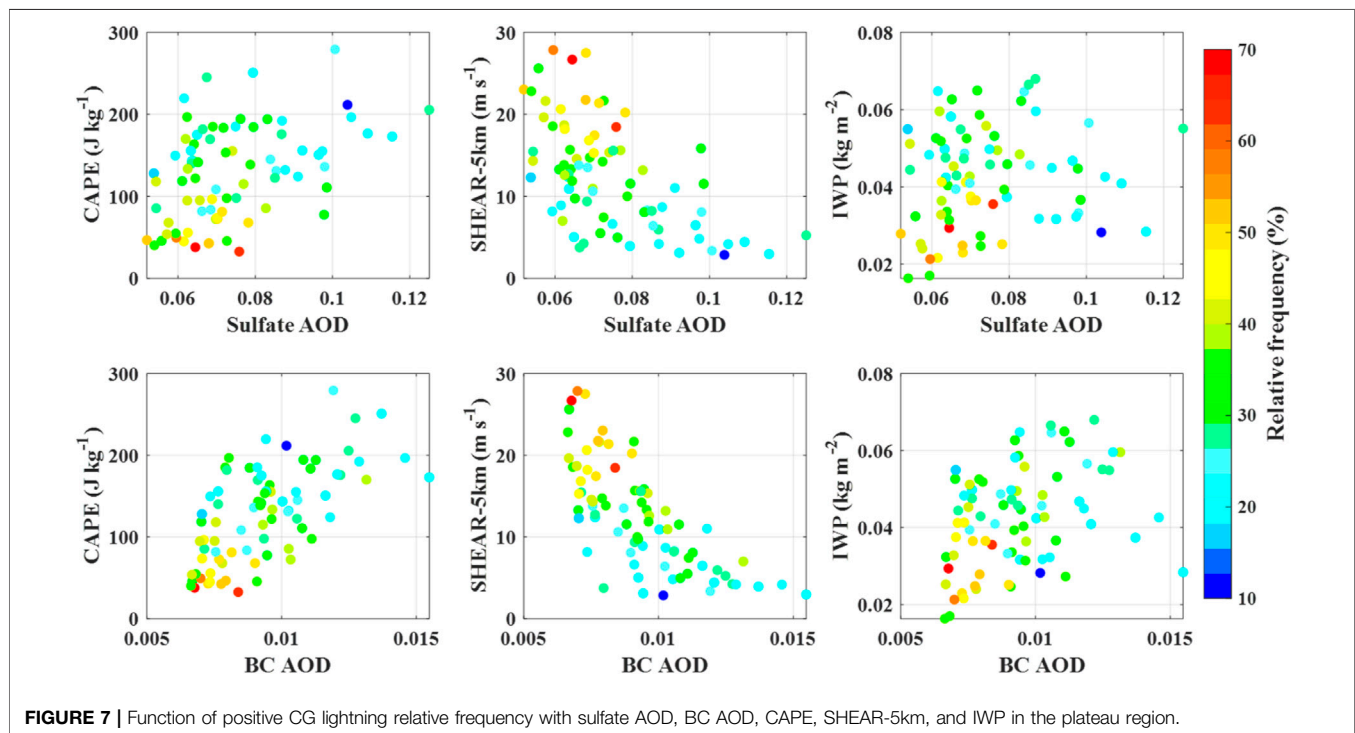 300
200
100
0
CAPE (J kg⁻¹)
0.06 0.08 0.1 0.12
Sulfate AOD
30
20
10
0
SHEAR-5km (m s⁻¹)
0.06 0.08 0.1 0.12
Sulfate AOD
0.08
0.06
0.04
0.02
IWP (kg m⁻²)
0.06 0.08 0.1 0.12
Sulfate AOD
300
200
100
0
CAPE (J kg⁻¹)
0.005 0.01 0.015
BC AOD
30
20
10
0
SHEAR-5km (m s⁻¹)
0.005 0.01 0.015
BC AOD
0.08
0.06
0.04
0.02
IWP (kg m⁻²)
0.005 0.01 0.015
BC AOD
70
60
50
40
30
20
10
Relative frequency (%)
FIGURE 7 | Function of positive CG lightning relative frequency with sulfate AOD, BC AOD, CAPE, SHEAR-5km, and IWP in the plateau region.